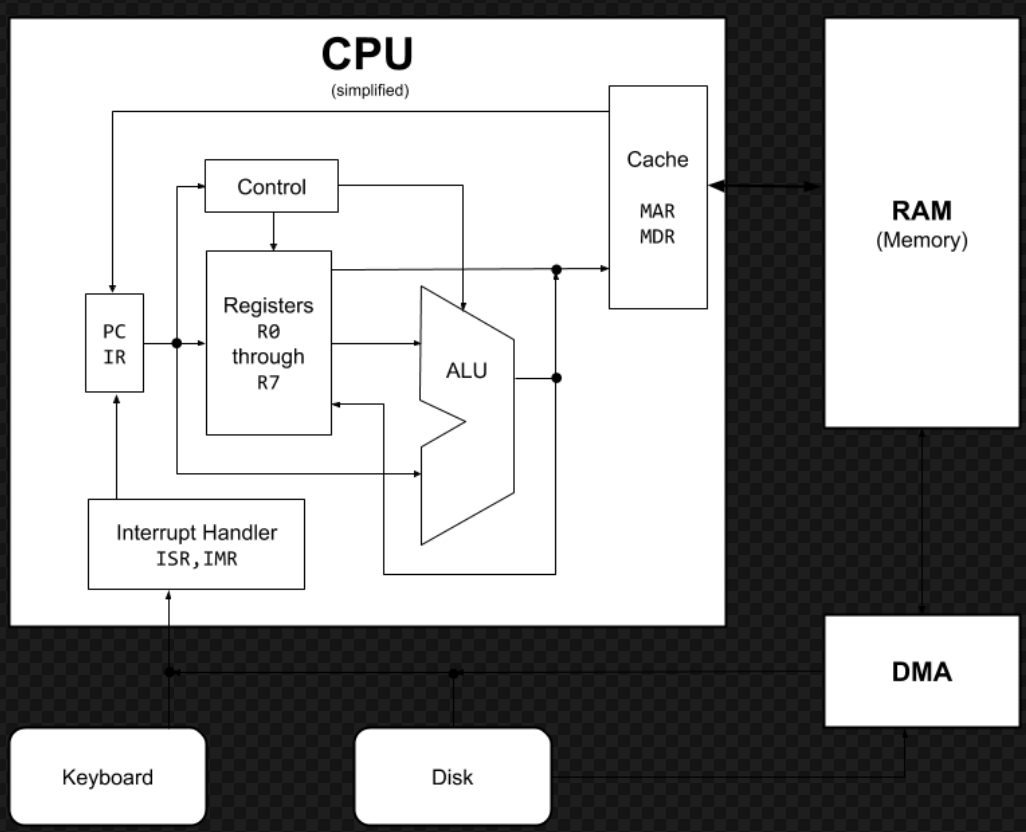 CPU
(simplified)
Cache
MAR
MDR
RAM
(Memory)
Control
Registers
R0
through
R7
PC
IR
ALU
Interrupt Handler
ISR,IMR
DMA
Keyboard
Disk